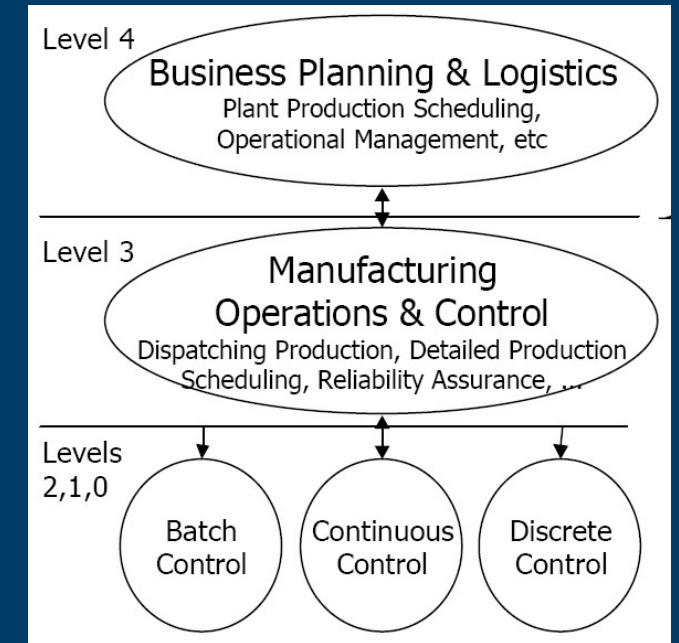 Level 4
Business Planning & Logistics
Plant Production Scheduling,
Operational Management, etc
Level 3
Manufacturing
Operations & Control
Dispatching Production, Detailed Production
Scheduling, Reliability Assurance, ...
Levels
2,1,0
Batch
Control
Continuous
Control
Discrete
Control